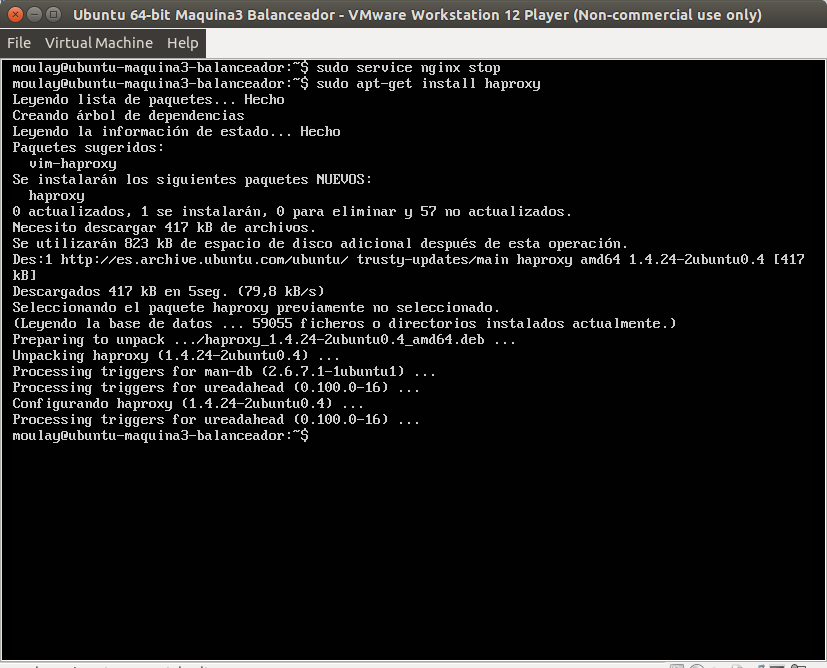 Ubuntu 64-bit Maquina3 Balanceador - VMware Workstation 12 Player (Non-commercial use only)
File Virtual Machine Help
moulay@ubuntu-maquina3-balanceador:~$ sudo service nginx stop
moulay@ubuntu-maquina3-balanceador:~$ sudo apt-get install haproxy
Leyendo lista de paquetes... Hecho
Creando árbol de dependencias
Leyendo la información de estado... Hecho
Paquetes sugeridos:
  vim-haproxy
Se instalarán los siguientes paquetes NUEVOS:
  haproxy
0 actualizados, 1 se instalarán, 0 para eliminar y 57 no actualizados.
Necesito descargar 417 kB de archivos.
Se utilizarán 823 kB de espacio de disco adicional después de esta operación.
Des:1 http://es.archive.ubuntu.com/ubuntu/ trusty-updates/main haproxy amd64 1.4.24-2ubuntu0.4 [417
kB]
Descargados 417 kB en 5seg. (79,8 kB/s)
Seleccionando el paquete haproxy previamente no seleccionado.
(Leyendo la base de datos ... 59055 ficheros o directorios instalados actualmente.)
Preparing to unpack .../haproxy_1.4.24-2ubuntu0.4_amd64.deb ...
Unpacking haproxy (1.4.24-2ubuntu0.4) ...
Processing triggers for man-db (2.6.7.1-1ubuntu1) ...
Processing triggers for ureadahead (0.100.0-16) ...
Configurando haproxy (1.4.24-2ubuntu0.4) ...
Processing triggers for ureadahead (0.100.0-16) ...
moulay@ubuntu-maquina3-balanceador:~$